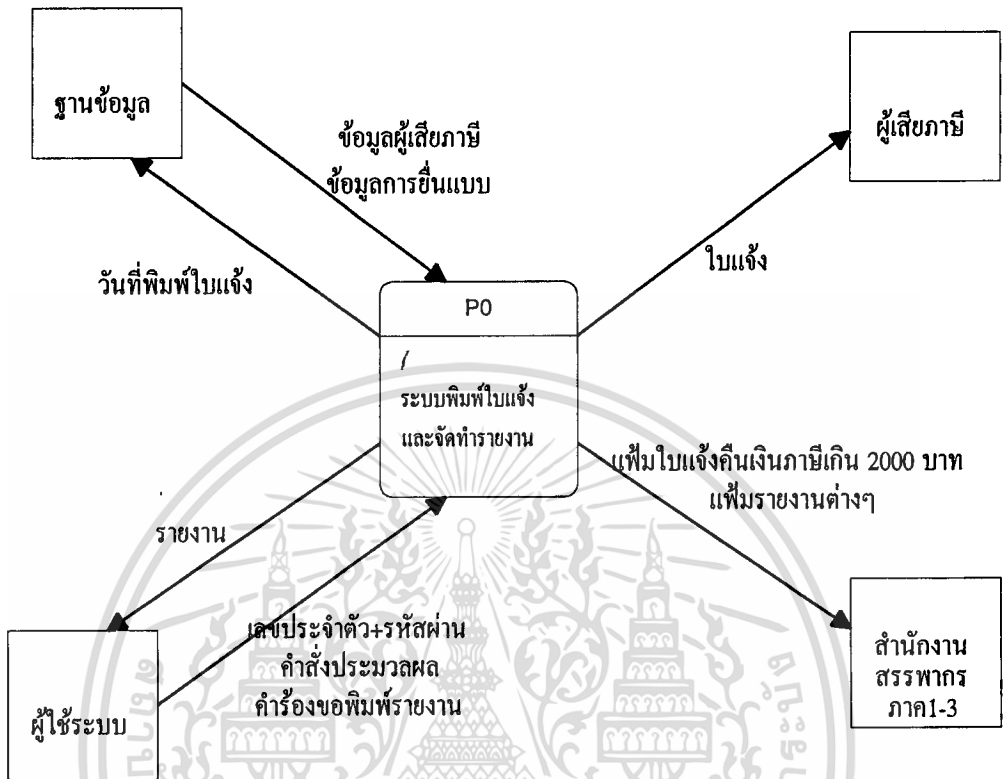 ฐานข้อมูล
ผู้เสียภาษี
ข้อมูลผู้เสียภาษี
ข้อมูลการยื่นแบบ
ใบแจ้ง
วันที่พิมพ์ใบแจ้ง
P0
ระบบพิมพ์ใบแจ้ง
และจัดทำรายงาน
แฟ้มใบแจ้งคืนเงินภาษีเกิน 2000 บาท
แฟ้มรายงานต่างๆ
รายงาน
เลขประจำตัว+รหัสผ่าน
คำสั่งประมวลผล
คำร้องขอพิมพ์รายงาน
ผู้ใช้ระบบ
สำนักงาน
สรรพากร
ภาค1-3